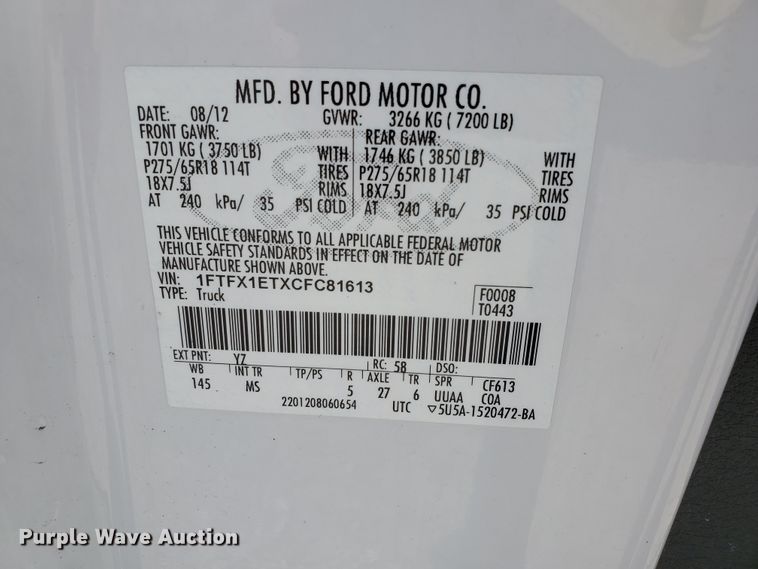 MFD. BY FORD MOTOR CO.
DATE: 08/12 GVWR: 3266 KG ( 7200 LB)
FRONT GAWR: REAR GAWR:
1701 KG ( 3750 LB) WITH 1746 KG ( 3850 LB) WITH
P275/65R18 114T TIRES P275/65R18 114T TIRES
18X7.5J RIMS 18X7.5J RIMS
AT 240 kPa/ 35 PSI COLD AT 240 kPa/ 35 PSI COLD
Ford
THIS VEHICLE CONFORMS TO ALL APPLICABLE FEDERAL MOTOR
VEHICLE SAFETY STANDARDS IN EFFECT ON THE DATE OF
MANUFACTURE SHOWN ABOVE.
VIN: 1FTFX1ETXCFC81613
TYPE: Truck
F0008
T0443
EXT PNT: YZ RC: 58 DSO:
WB INT TR TP/PS R AXLE TR SPR CF613
145 MS 5 27 6 UUAA COA
2201208060654 UTC ▽5U5A-1520472-BA
Purple Wave Auction